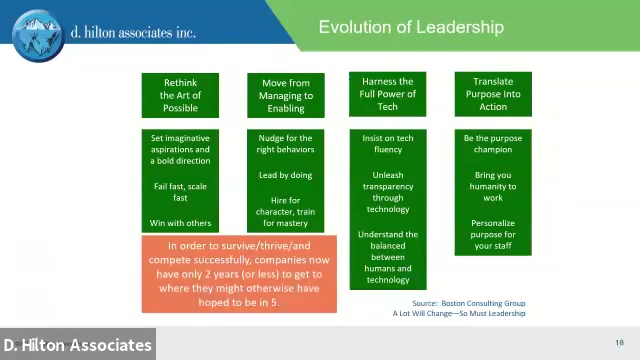 d. hilton associates inc.
Evolution of Leadership
Rethink
the Art of
Possible
Set imaginative
aspirations and
a bold direction
Fail fast, scale
fast
Win with others
Move from
Managing to
Enabling
Nudge for the
right behaviors
Lead by doing
Hire for
character, train
for mastery
Harness the
Full Power of
Tech
Insist on tech
fluency
Unleash
transparency
through
technology
Understand the
balanced
between
humans and
technology
Translate
Purpose Into
Action
Be the purpose
champion
Bring you
humanity to
work
Personalize
purpose for
your staff
In order to survive/thrive/and
compete successfully, companies now
have only 2 years (or less) to get to
where they might otherwise have
hoped to be in 5.
Source: Boston Consulting Group
A Lot Will Change—So Must Leadership
D. Hilton Associates
18